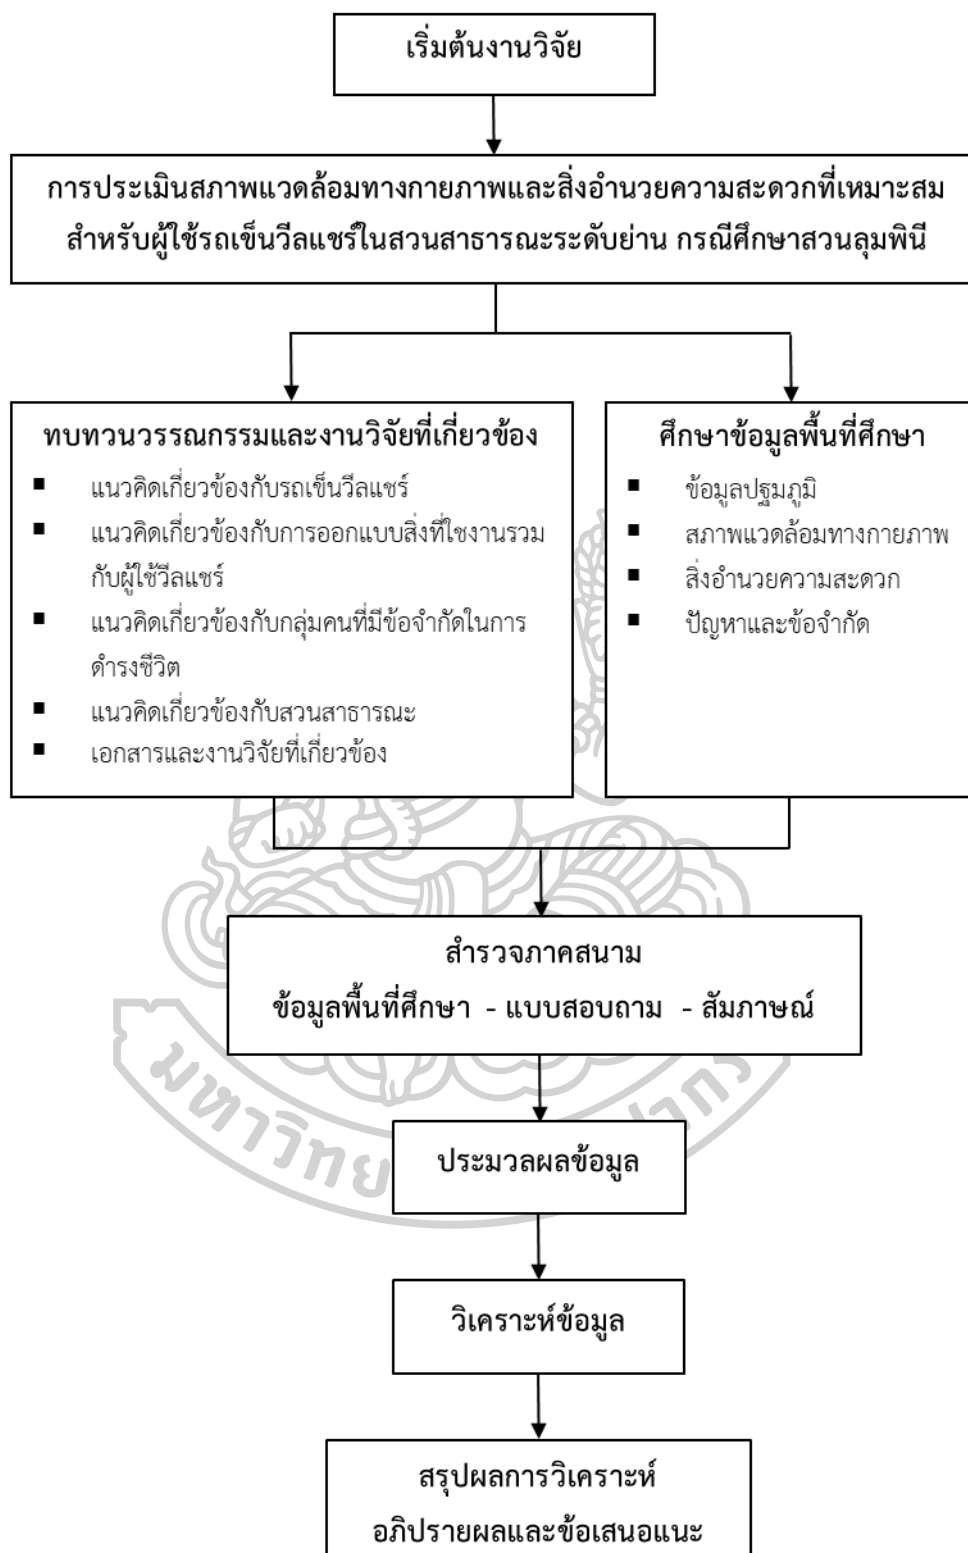 เริ่มต้นงานวิจัย
การประเมินสภาพแวดล้อมทางกายภาพและสิ่งอำนวยความสะดวกที่เหมาะสม
สำหรับผู้ใช้รถเข็นวีลแชร์ในสวนสาธารณะระดับย่าน กรณีศึกษาสวนลุมพินี
ทบทวนวรรณกรรมและงานวิจัยที่เกี่ยวข้อง
▪ แนวคิดเกี่ยวข้องกับรถเข็นวีลแชร์
▪ แนวคิดเกี่ยวข้องกับการออกแบบสิ่งที่ใชงานรวม
กับผู้ใช้วีลแชร์
▪ แนวคิดเกี่ยวข้องกับกลุ่มคนที่มีข้อจำกัดในการ
ดำรงชีวิต
▪ แนวคิดเกี่ยวข้องกับสวนสาธารณะ
▪ เอกสารและงานวิจัยที่เกี่ยวข้อง
ศึกษาข้อมูลพื้นที่ศึกษา
▪ ข้อมูลปฐมภูมิ
▪ สภาพแวดล้อมทางกายภาพ
▪ สิ่งอำนวยความสะดวก
▪ ปัญหาและข้อจำกัด
สำรวจภาคสนาม
ข้อมูลพื้นที่ศึกษา - แบบสอบถาม - สัมภาษณ์
ประมวลผลข้อมูล
วิเคราะห์ข้อมูล
สรุปผลการวิเคราะห์
อภิปรายผลและข้อเสนอแนะ